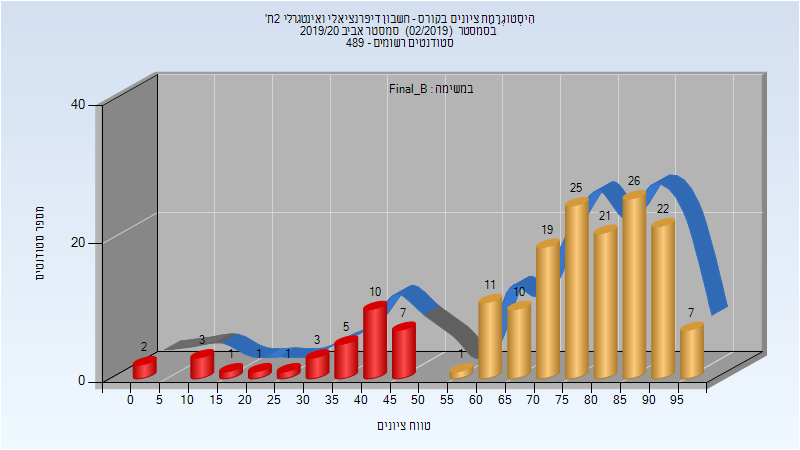 היסטוגרמת ציונים בקורס - חשבון דיפרנציאלי ואינטגרלי 2ת'
בסמסטר (02/2019) סמסטר אביב 2019/20
סטודנטים רשומים - 489
במשימה : Final_B
מספר סטודנטים
40
20
0
2 3 1 1 1 3 5 10 7 1 11 10 19 25 21 26 22 7
0 5 10 15 20 25 30 35 40 45 50 55 60 65 70 75 80 85 90 95
טווח ציונים